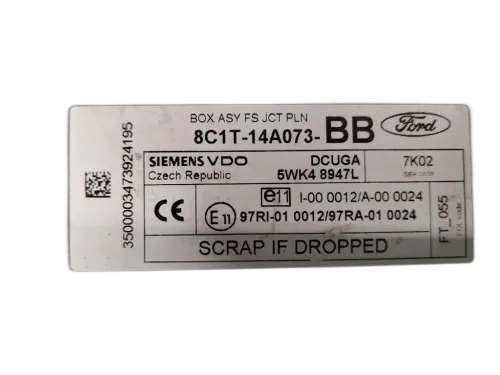 BOX ASY FS JCT PLN
8C1T-14A073-BB
Ford
SIEMENS VDO
Czech Republic
DCUGA
5WK4 8947L
7K02
date code
3500003473924195
CE
e11 I-00 0012/A-00 0024
E11 97RI-01 0012/97RA-01 0024
FT_055
SCRAP IF DROPPED